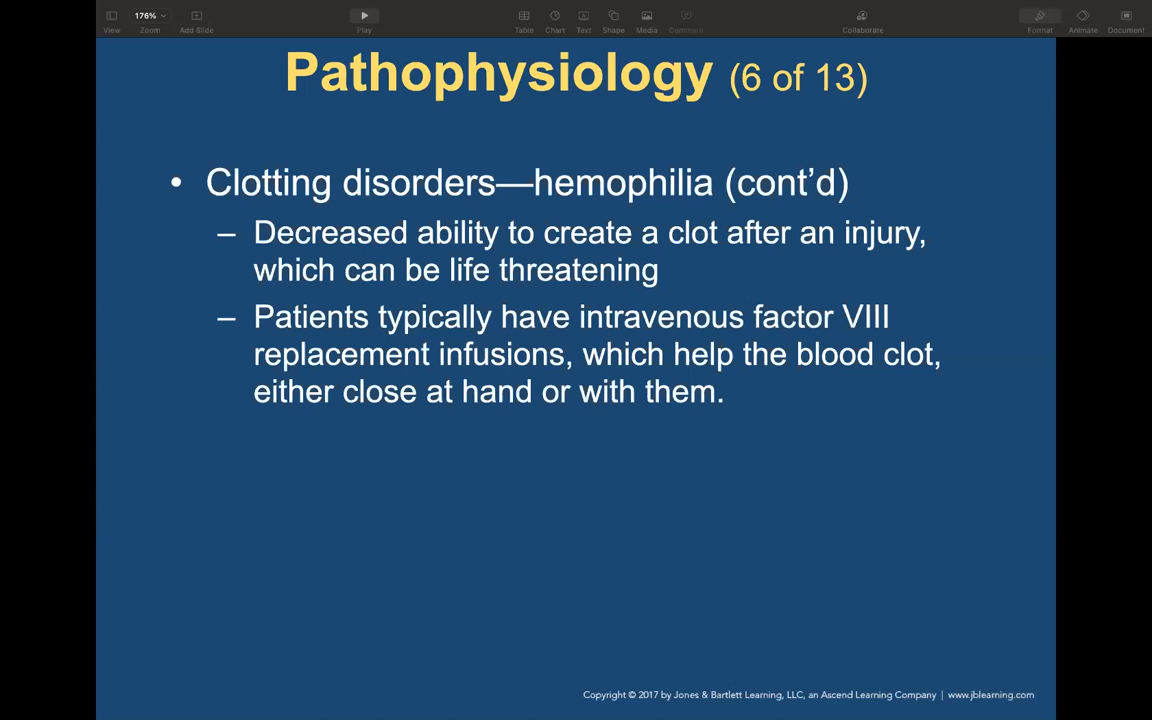 176%
View Zoom Add Slide Play Table Chart Text Shape Media Comment Collaborate Format Animate Document
Pathophysiology (6 of 13)
• Clotting disorders—hemophilia (cont’d)
– Decreased ability to create a clot after an injury,
which can be life threatening
– Patients typically have intravenous factor VIII
replacement infusions, which help the blood clot,
either close at hand or with them.
Copyright © 2017 by Jones & Bartlett Learning, LLC, an Ascend Learning Company | www.jblearning.com